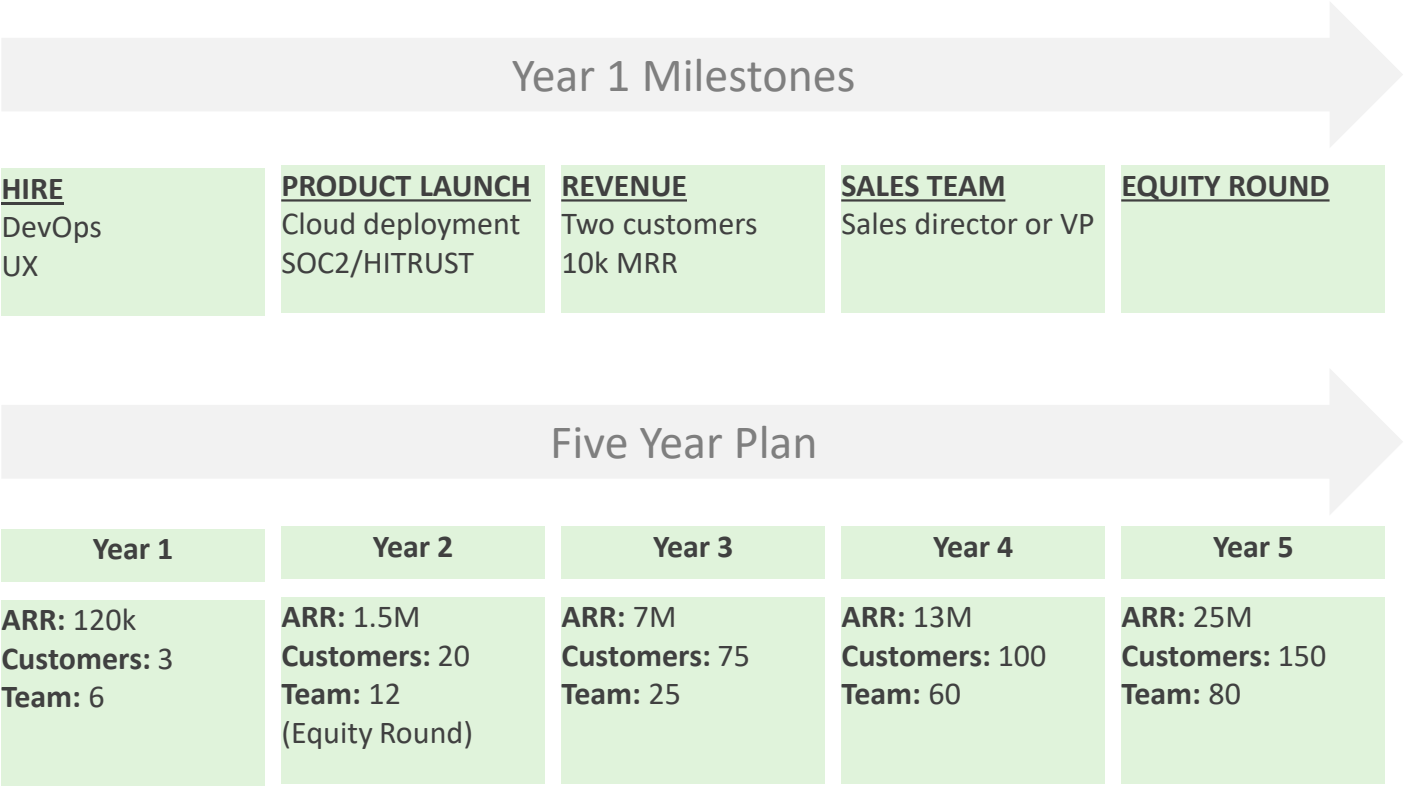 Year 1 Milestones
HIRE
DevOps
UX
PRODUCT LAUNCH
Cloud deployment
SOC2/HITRUST
REVENUE
Two customers
10k MRR
SALES TEAM
Sales director or VP
EQUITY ROUND
Five Year Plan
Year 1
ARR: 120k
Customers: 3
Team: 6
Year 2
ARR: 1.5M
Customers: 20
Team: 12
(Equity Round)
Year 3
ARR: 7M
Customers: 75
Team: 25
Year 4
ARR: 13M
Customers: 100
Team: 60
Year 5
ARR: 25M
Customers: 150
Team: 80